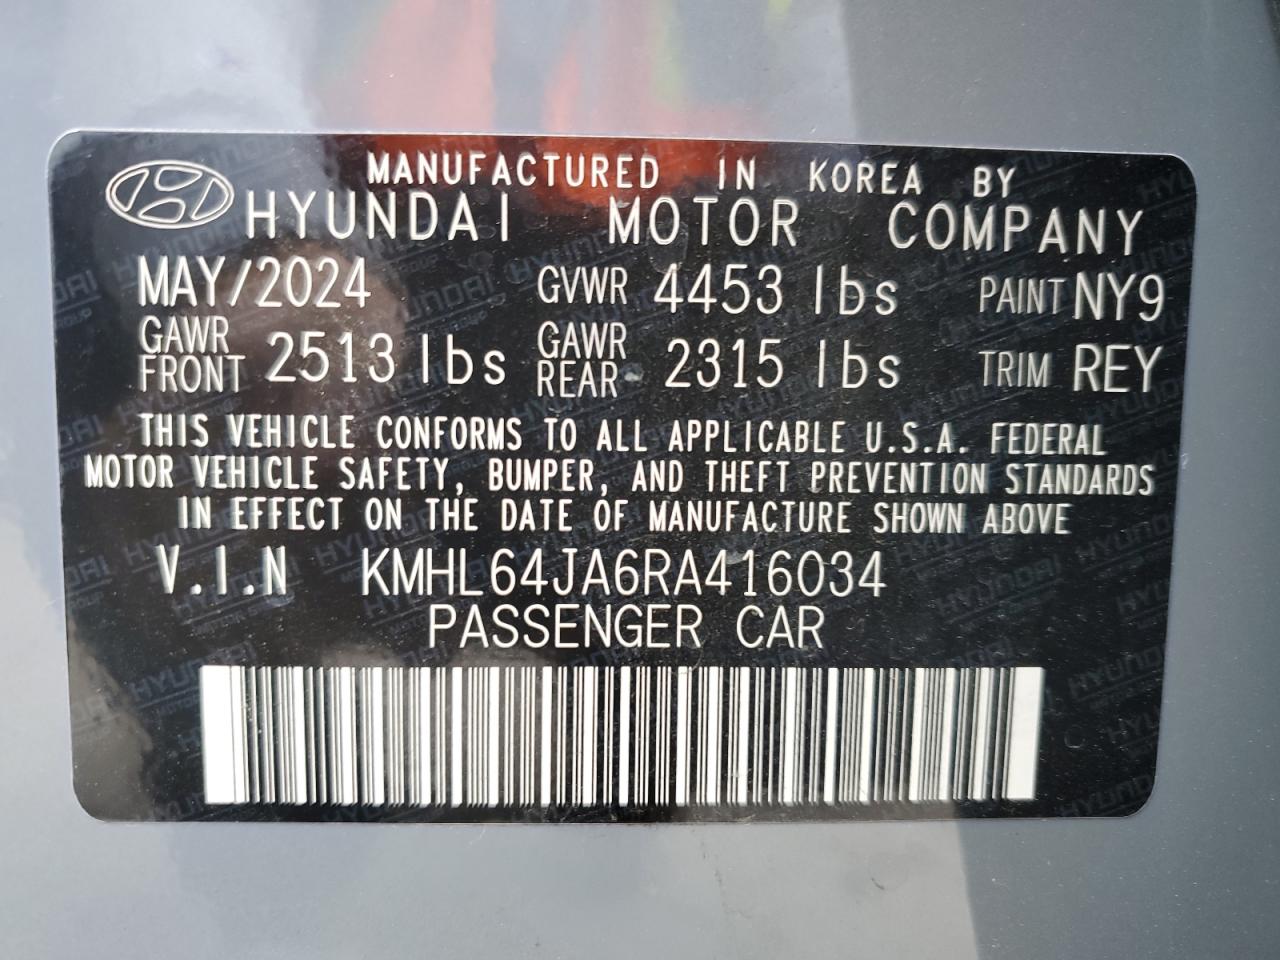 MANUFACTURED IN KOREA BY
HYUNDAI MOTOR COMPANY
MAY/2024 GVWR 4453 lbs PAINT NY9
GAWR FRONT 2513 lbs GAWR REAR 2315 lbs TRIM REY
THIS VEHICLE CONFORMS TO ALL APPLICABLE U.S.A. FEDERAL
MOTOR VEHICLE SAFETY, BUMPER, AND THEFT PREVENTION STANDARDS
IN EFFECT ON THE DATE OF MANUFACTURE SHOWN ABOVE
V.I.N KMHL64JA6RA416034
PASSENGER CAR